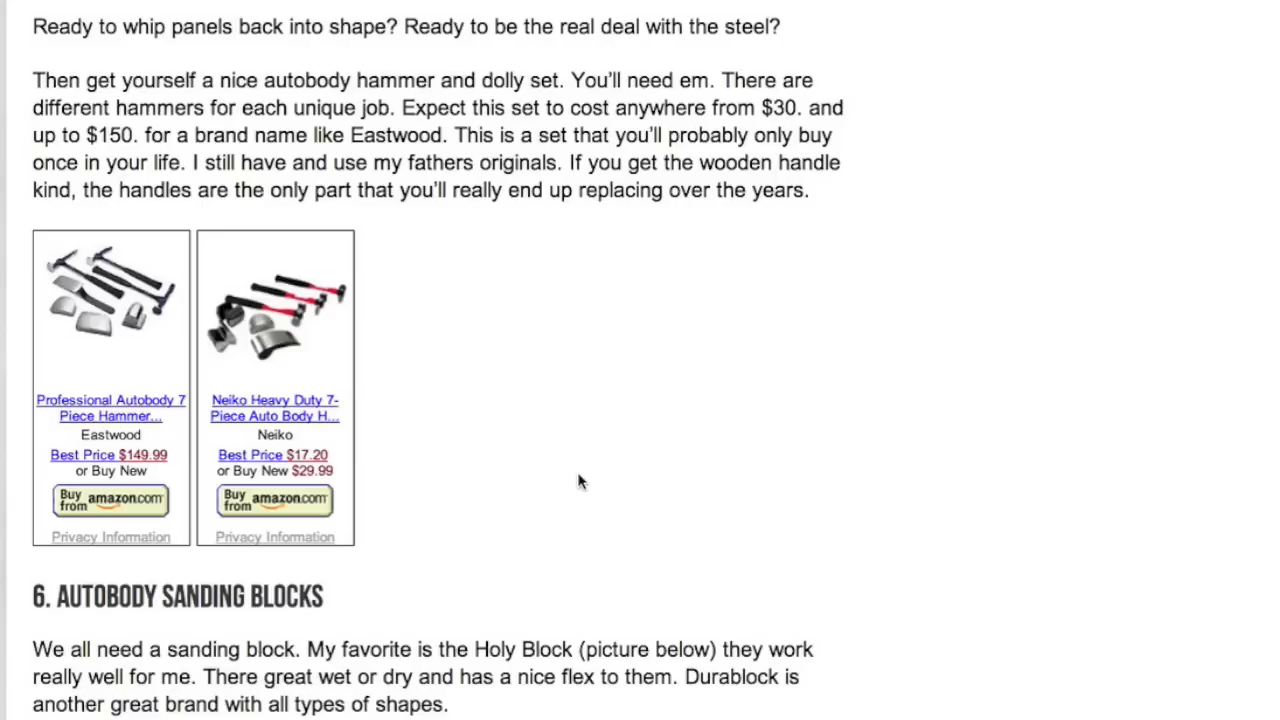 Ready to whip panels back into shape? Ready to be the real deal with the steel?
Then get yourself a nice autobody hammer and dolly set. You'll need em. There are
different hammers for each unique job. Expect this set to cost anywhere from $30. and
up to $150. for a brand name like Eastwood. This is a set that you'll probably only buy
once in your life. I still have and use my fathers originals. If you get the wooden handle
kind, the handles are the only part that you'll really end up replacing over the years.
Professional Autobody 7
Piece Hammer...
Eastwood
Best Price $149.99
or Buy New
Buy
from amazon.com
Privacy Information
Neiko Heavy Duty 7-
Piece Auto Body H...
Neiko
Best Price $17.20
or Buy New $29.99
Buy
from amazon.com
Privacy Information
6. AUTOBODY SANDING BLOCKS
We all need a sanding block. My favorite is the Holy Block (picture below) they work
really well for me. There great wet or dry and has a nice flex to them. Durablock is
another great brand with all types of shapes.